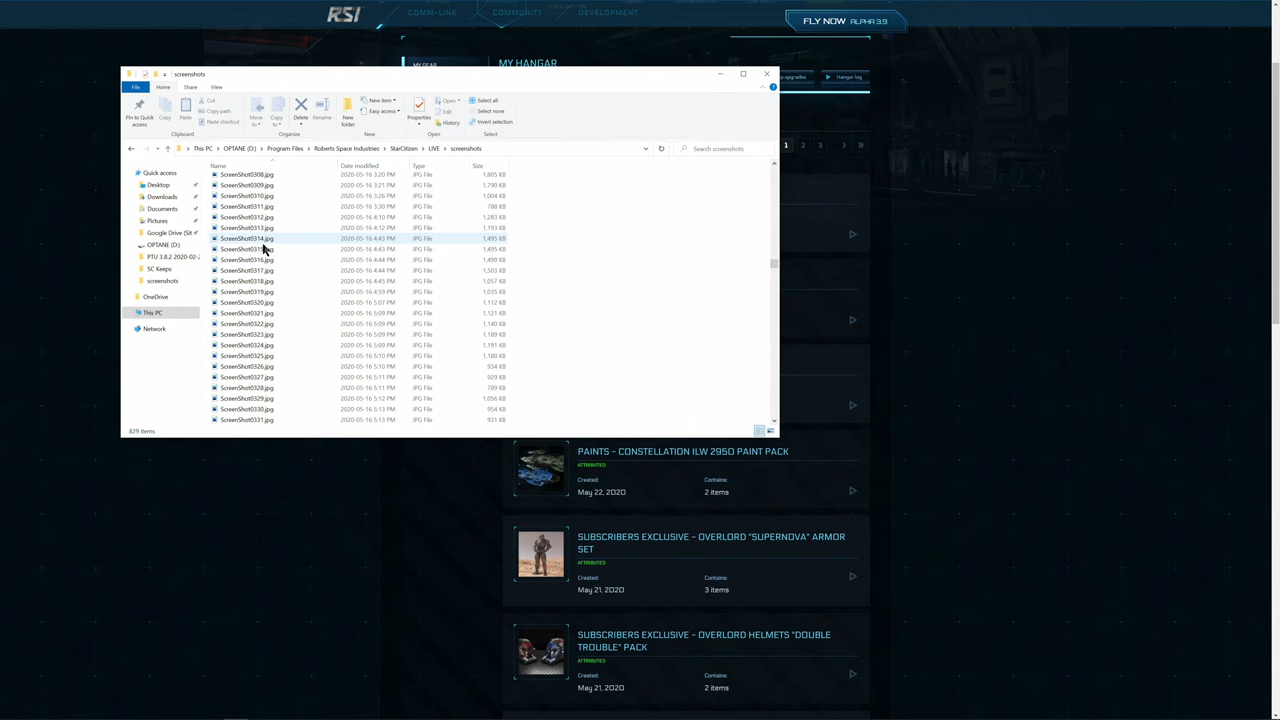 RSI
COMM-LINK
COMMUNITY
DEVELOPMENT
FLY NOW ALPHA 3.9
MY GEAR
MY HANGAR
upgrades
Hangar log
screenshots
File
Home
Share
View
Pin to Quick access
Copy
Paste
Cut
Copy path
Paste shortcut
Move to
Copy to
Delete
Rename
New folder
New item
Easy access
Properties
Open
Edit
History
Select all
Select none
Invert selection
Clipboard
Organize
New
Open
Select
This PC > OPTANE (D:) > Program Files > Roberts Space Industries > StarCitizen > LIVE > screenshots
Search screenshots
1 2 3
Quick access
Desktop
Downloads
Documents
Pictures
Google Drive (Sit
OPTANE (D:)
PTU 3.8.2 2020-02-2
SC Keeps
screenshots
OneDrive
This PC
Network
Name Date modified Type Size
ScreenShot0308.jpg 2020-05-16 3:20 PM JPG File 1,805 KB
ScreenShot0309.jpg 2020-05-16 3:21 PM JPG File 1,790 KB
ScreenShot0310.jpg 2020-05-16 3:26 PM JPG File 1,004 KB
ScreenShot0311.jpg 2020-05-16 3:30 PM JPG File 788 KB
ScreenShot0312.jpg 2020-05-16 4:10 PM JPG File 1,283 KB
ScreenShot0313.jpg 2020-05-16 4:12 PM JPG File 1,193 KB
ScreenShot0314.jpg 2020-05-16 4:43 PM JPG File 1,495 KB
ScreenShot0315.jpg 2020-05-16 4:43 PM JPG File 1,495 KB
ScreenShot0316.jpg 2020-05-16 4:44 PM JPG File 1,499 KB
ScreenShot0317.jpg 2020-05-16 4:44 PM JPG File 1,503 KB
ScreenShot0318.jpg 2020-05-16 4:45 PM JPG File 1,057 KB
ScreenShot0319.jpg 2020-05-16 4:59 PM JPG File 1,035 KB
ScreenShot0320.jpg 2020-05-16 5:07 PM JPG File 1,112 KB
ScreenShot0321.jpg 2020-05-16 5:09 PM JPG File 1,121 KB
ScreenShot0322.jpg 2020-05-16 5:09 PM JPG File 1,140 KB
ScreenShot0323.jpg 2020-05-16 5:09 PM JPG File 1,189 KB
ScreenShot0324.jpg 2020-05-16 5:09 PM JPG File 1,191 KB
ScreenShot0325.jpg 2020-05-16 5:10 PM JPG File 1,180 KB
ScreenShot0326.jpg 2020-05-16 5:10 PM JPG File 934 KB
ScreenShot0327.jpg 2020-05-16 5:11 PM JPG File 929 KB
ScreenShot0328.jpg 2020-05-16 5:11 PM JPG File 789 KB
ScreenShot0329.jpg 2020-05-16 5:12 PM JPG File 1,056 KB
ScreenShot0330.jpg 2020-05-16 5:13 PM JPG File 954 KB
ScreenShot0331.jpg 2020-05-16 5:13 PM JPG File 931 KB
829 items
PAINTS - CONSTELLATION ILW 2950 PAINT PACK
ATTRIBUTED
Created: Contains:
May 22, 2020 2 items
SUBSCRIBERS EXCLUSIVE - OVERLORD "SUPERNOVA" ARMOR
SET
ATTRIBUTED
Created: Contains:
May 21, 2020 3 items
SUBSCRIBERS EXCLUSIVE - OVERLORD HELMETS "DOUBLE
TROUBLE" PACK
ATTRIBUTED
Created: Contains:
May 21, 2020 2 items